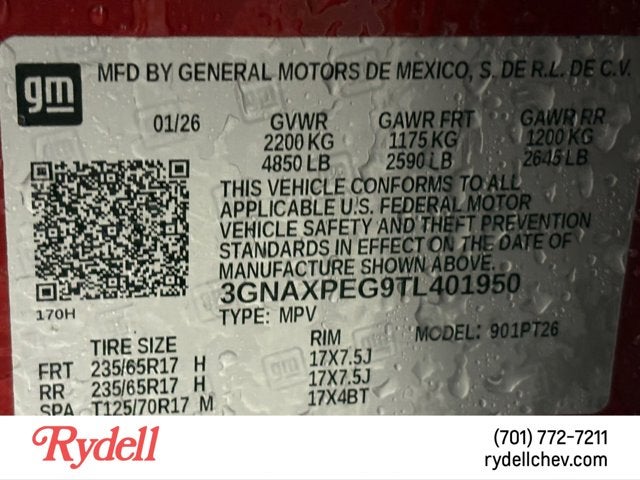 gm
MFD BY GENERAL MOTORS DE MEXICO, S. DE R.L. DE C.V.
01/26 GVWR GAWR FRT GAWR RR
2200 KG 1175 KG 1200 KG
4850 LB 2590 LB 2645 LB
THIS VEHICLE CONFORMS TO ALL
APPLICABLE U.S. FEDERAL MOTOR
VEHICLE SAFETY AND THEFT PREVENTION
STANDARDS IN EFFECT ON THE DATE OF
MANUFACTURE SHOWN ABOVE.
3GNAXPEG9TL401950
170H
TYPE: MPV MODEL: 901PT26
TIRE SIZE RIM
FRT 235/65R17 H 17X7.5J
RR 235/65R17 H 17X7.5J
SPA T125/70R17 M 17X4BT
Rydell
(701) 772-7211
rydellchev.com